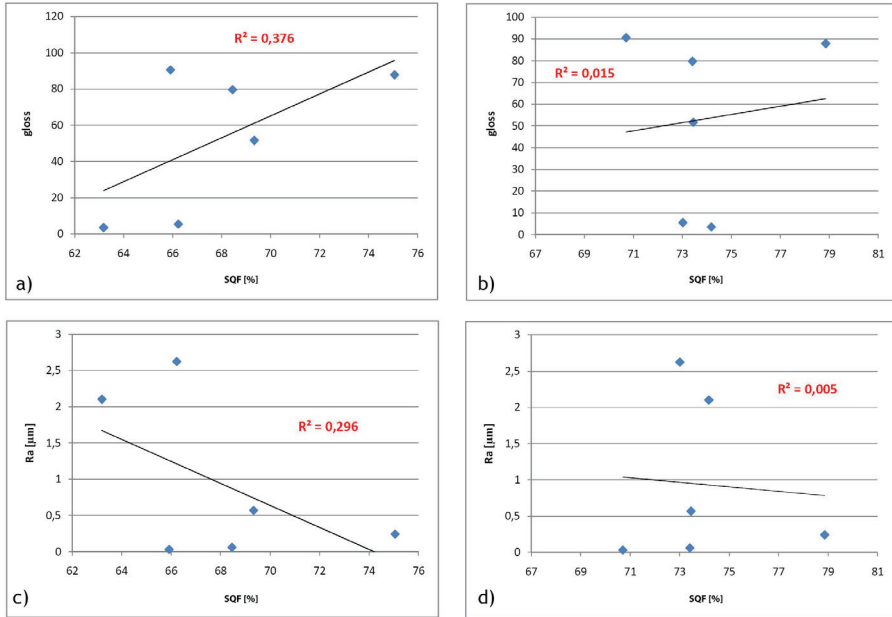 120
100
80
60
40
20
0
gloss
R² = 0,376
62 64 66 68 70 72 74 76
SQF [%]
a)
100
90
80
70
60
50
40
30
20
10
0
gloss
R² = 0,015
67 69 71 73 75 77 79 81
SQF [%]
b)
3
2,5
2
1,5
1
0,5
0
Ra [µm]
R² = 0,296
62 64 66 68 70 72 74 76
SQF [%]
c)
3
2,5
2
1,5
1
0,5
0
Ra [µm]
R² = 0,005
67 69 71 73 75 77 79 81
SQF [%]
d)